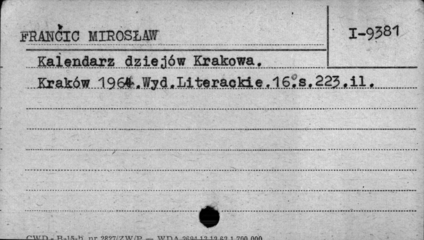 FRANČIC MIROSŁAW
I-9381
Kalendarz dziejów Krakowa.
Kraków 1964.Wyd.Literackie.16°s.223.il.